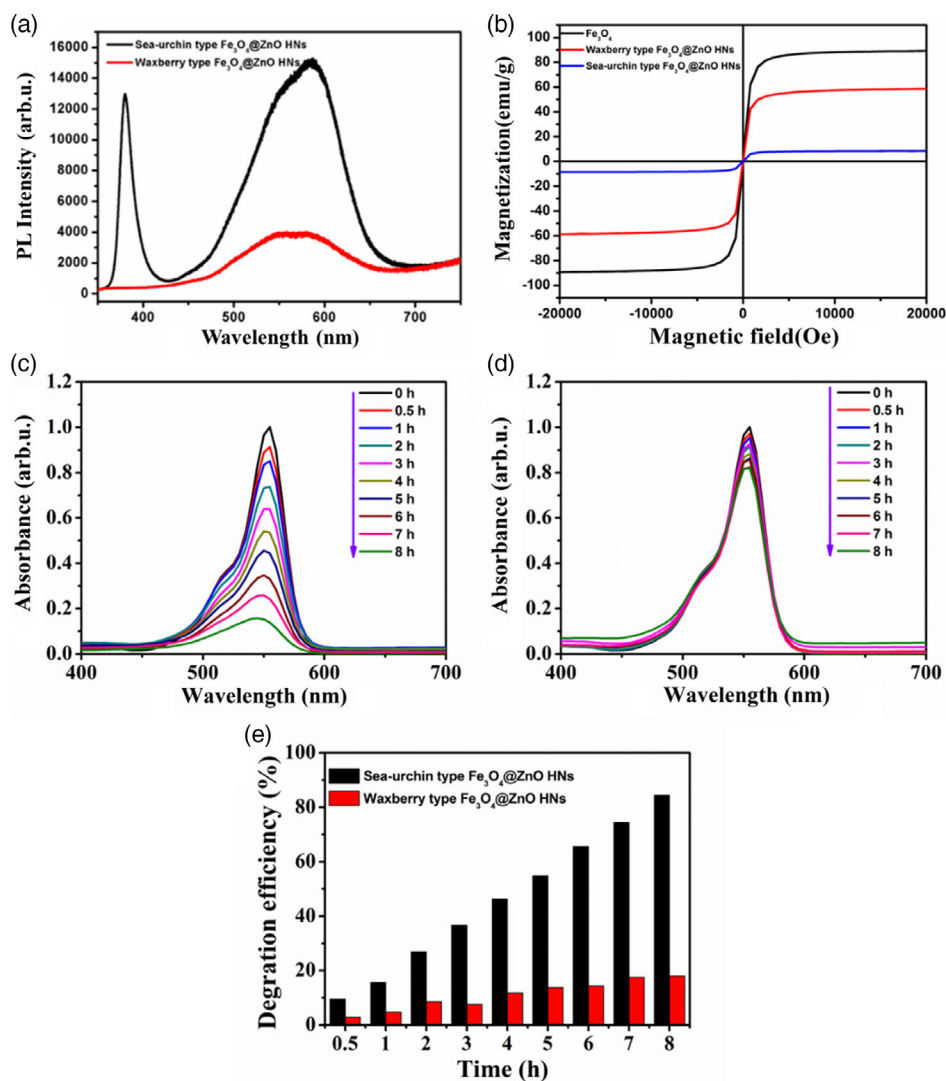 (a)
16000
14000
12000
10000
8000
6000
4000
2000
0
PL Intensity (arb.u.)
Sea-urchin type Fe₃O₄@ZnO HNs
Waxberry type Fe₃O₄@ZnO HNs
400 500 600 700
Wavelength (nm)
(b)
100
80
60
40
20
0
-20
-40
-60
-80
-100
Magnetization(emu/g)
Fe₃O₄
Waxberry type Fe₃O₄@ZnO HNs
Sea-urchin type Fe₃O₄@ZnO HNs
-20000 -10000 0 10000 20000
Magnetic field(Oe)
(c)
1.2
1.0
0.8
0.6
0.4
0.2
0.0
Absorbance (arb.u.)
0 h
0.5 h
1 h
2 h
3 h
4 h
5 h
6 h
7 h
8 h
400 500 600 700
Wavelength (nm)
(d)
1.2
1.0
0.8
0.6
0.4
0.2
0.0
Absorbance (arb.u.)
0 h
0.5 h
1 h
2 h
3 h
4 h
5 h
6 h
7 h
8 h
400 500 600 700
Wavelength (nm)
(e)
100
80
60
40
20
0
Degration efficiency (%)
Sea-urchin type Fe₃O₄@ZnO HNs
Waxberry type Fe₃O₄@ZnO HNs
0.5 1 2 3 4 5 6 7 8
Time (h)